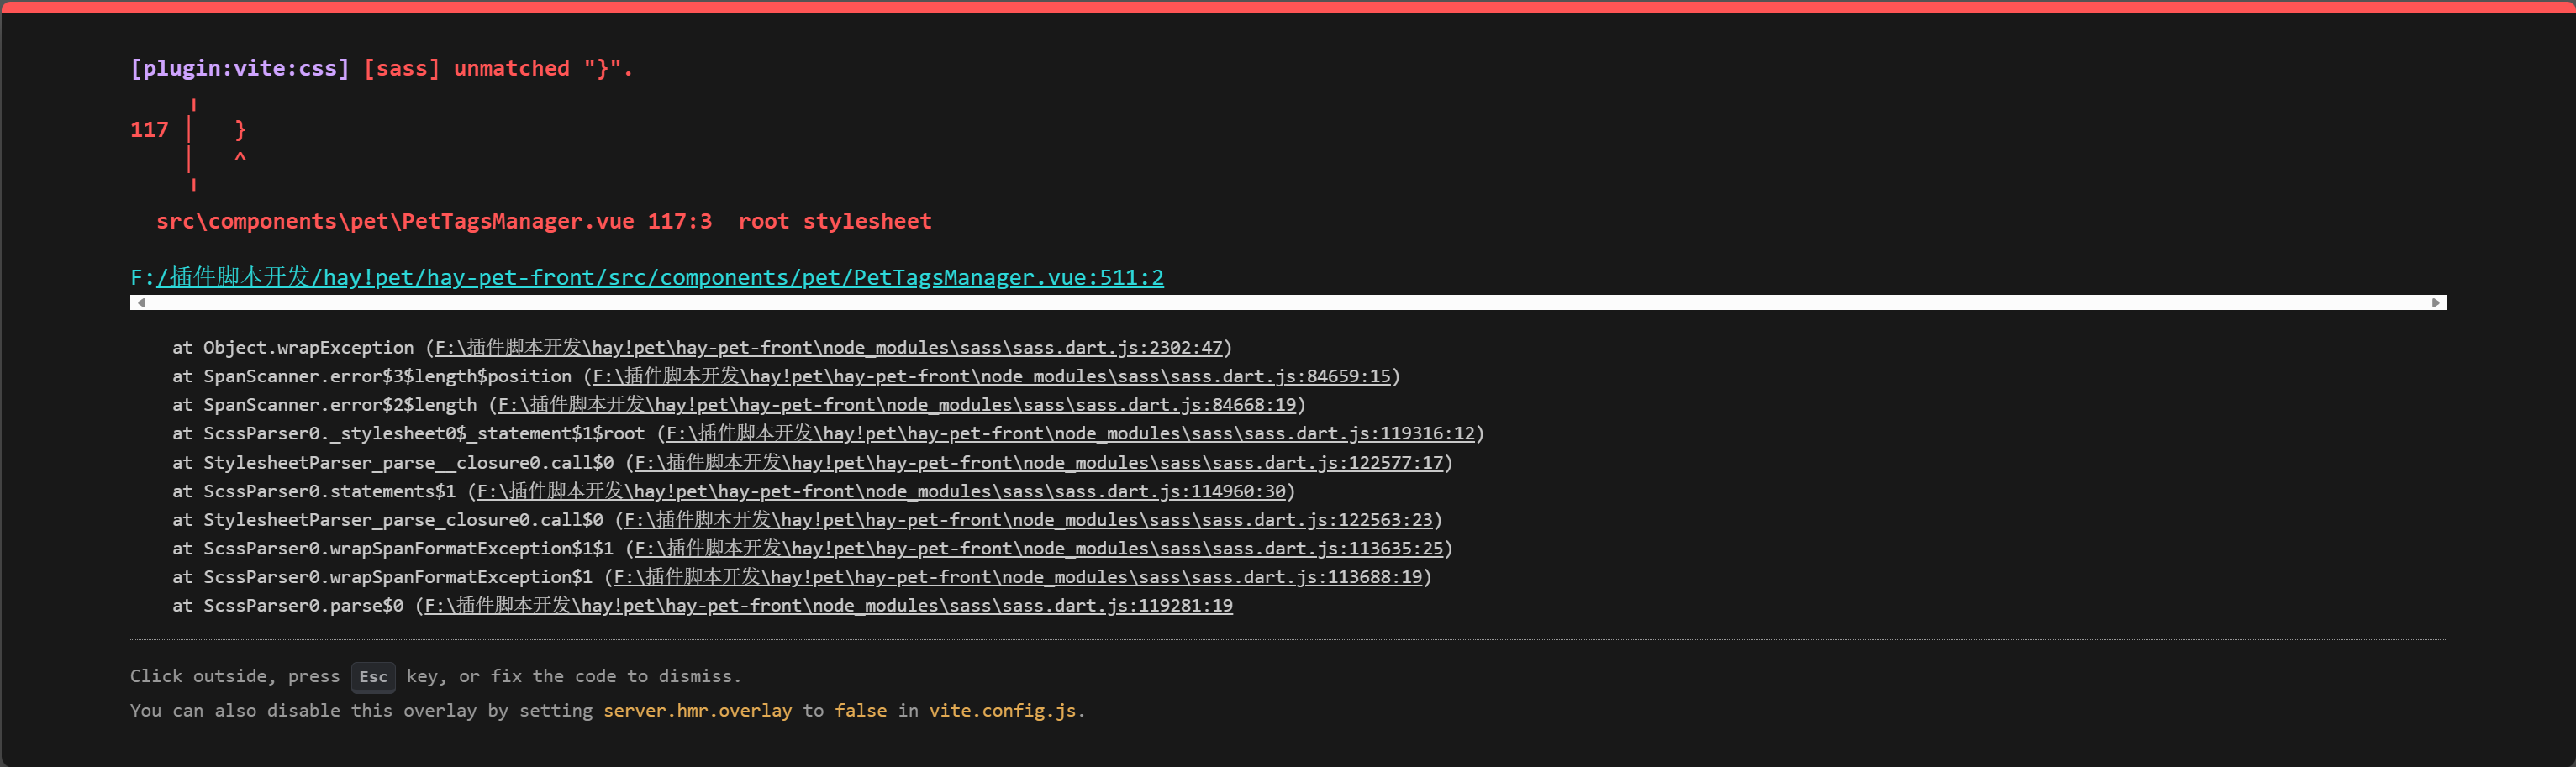 [plugin:vite:css] [sass] unmatched "}".
╷
117 │   }
│   ^
╵
src\components\pet\PetTagsManager.vue 117:3  root stylesheet
F:/插件脚本开发/hay!pet/hay-pet-front/src/components/pet/PetTagsManager.vue:511:2
at Object.wrapException (F:\插件脚本开发\hay!pet\hay-pet-front\node_modules\sass\sass.dart.js:2302:47)
at SpanScanner.error$3$length$position (F:\插件脚本开发\hay!pet\hay-pet-front\node_modules\sass\sass.dart.js:84659:15)
at SpanScanner.error$2$length (F:\插件脚本开发\hay!pet\hay-pet-front\node_modules\sass\sass.dart.js:84668:19)
at ScssParser0._stylesheet0$_statement$1$root (F:\插件脚本开发\hay!pet\hay-pet-front\node_modules\sass\sass.dart.js:119316:12)
at StylesheetParser_parse__closure0.call$0 (F:\插件脚本开发\hay!pet\hay-pet-front\node_modules\sass\sass.dart.js:122577:17)
at ScssParser0.statements$1 (F:\插件脚本开发\hay!pet\hay-pet-front\node_modules\sass\sass.dart.js:114960:30)
at StylesheetParser_parse_closure0.call$0 (F:\插件脚本开发\hay!pet\hay-pet-front\node_modules\sass\sass.dart.js:122563:23)
at ScssParser0.wrapSpanFormatException$1$1 (F:\插件脚本开发\hay!pet\hay-pet-front\node_modules\sass\sass.dart.js:113635:25)
at ScssParser0.wrapSpanFormatException$1 (F:\插件脚本开发\hay!pet\hay-pet-front\node_modules\sass\sass.dart.js:113688:19)
at ScssParser0.parse$0 (F:\插件脚本开发\hay!pet\hay-pet-front\node_modules\sass\sass.dart.js:119281:19
Click outside, press Esc key, or fix the code to dismiss.
You can also disable this overlay by setting server.hmr.overlay to false in vite.config.js.